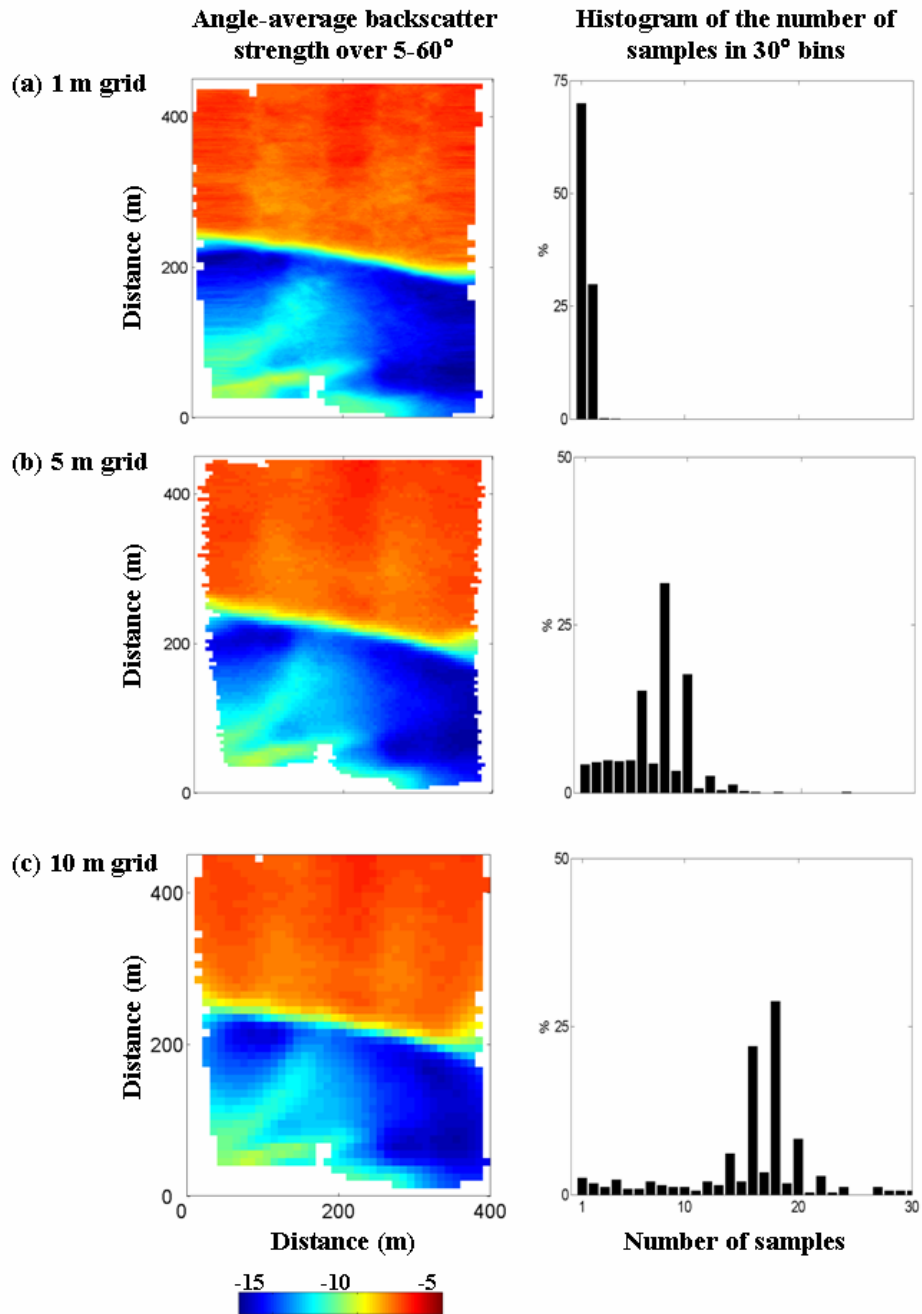 Angle-average backscatter
strength over 5-60°
Histogram of the number of
samples in 30° bins
(a) 1 m grid
Distance (m)
400
200
0
%
75
50
25
0
(b) 5 m grid
Distance (m)
400
200
0
%
50
25
0
(c) 10 m grid
Distance (m)
400
200
0
0 200 400
Distance (m)
%
50
25
0
1 10 20 30
Number of samples
-15 -10 -5